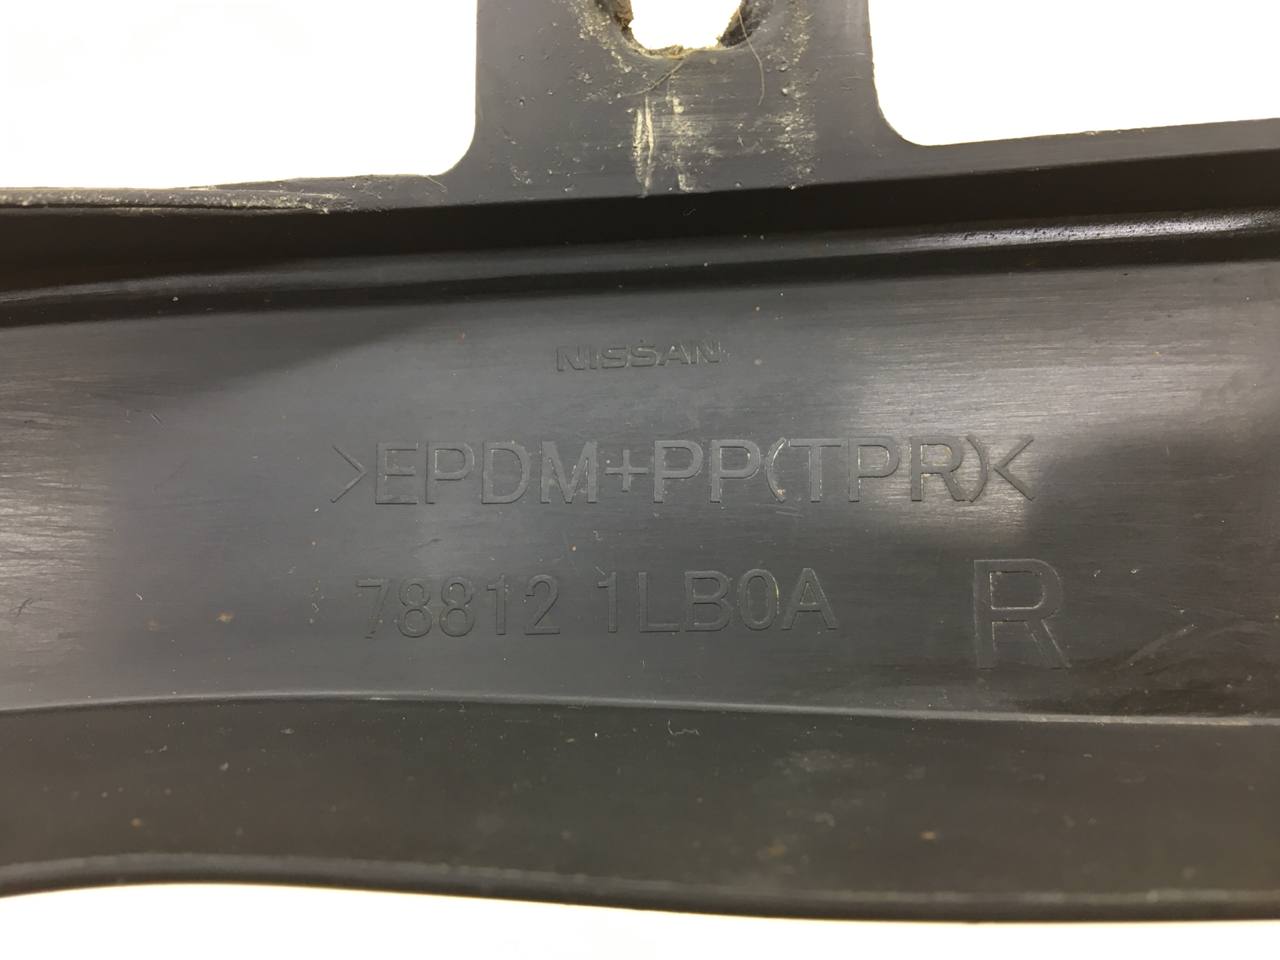 NISSAN
>EPDM+PP(TPR)<
78812 1LB0A R